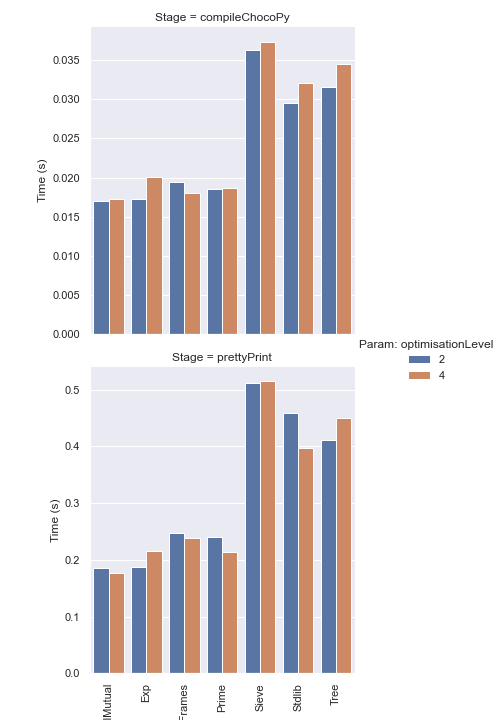 Stage = compileChocoPy
0.035
0.030
0.025
0.020
0.015
0.010
0.005
0.000
Time (s)
Param: optimisationLevel
2
4
Stage = prettyPrint
0.5
0.4
0.3
0.2
0.1
0.0
Time (s)
lMutual
Exp
Frames
Prime
Sieve
Stdlib
Tree